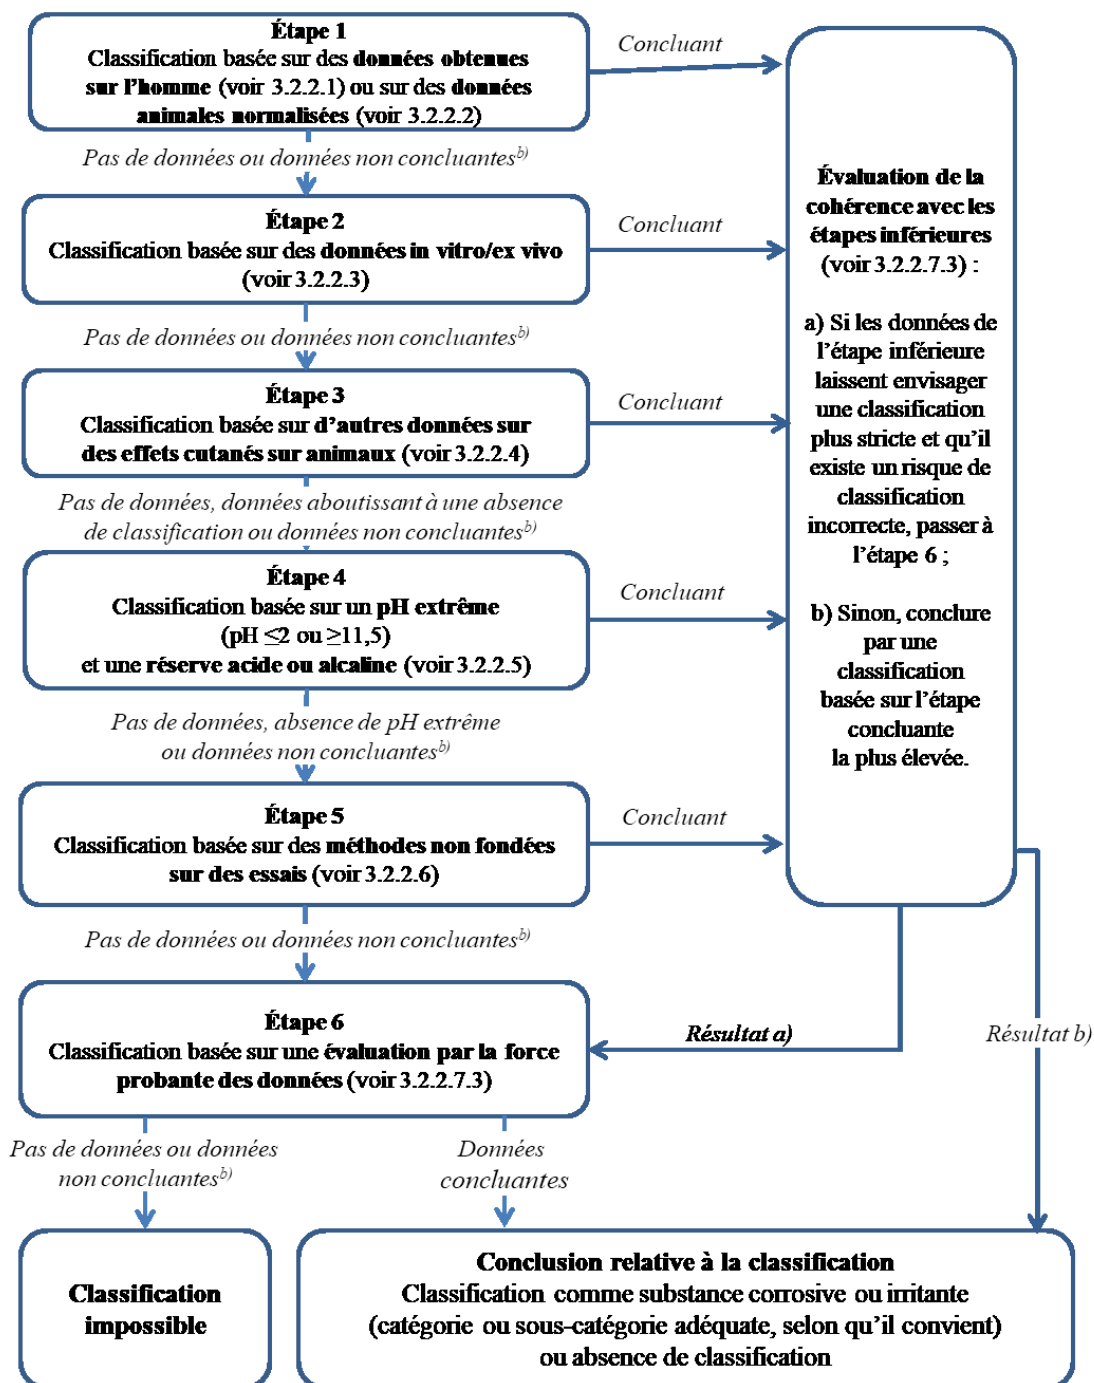 Étape 1
Classification basée sur des données obtenues
sur l'homme (voir 3.2.2.1) ou sur des données
animales normalisées (voir 3.2.2.2)
Concluant
Pas de données ou données non concluantes b)
Étape 2
Classification basée sur des données in vitro/ex vivo
(voir 3.2.2.3)
Concluant
Pas de données ou données non concluantes b)
Étape 3
Classification basée sur d'autres données sur
des effets cutanés sur animaux (voir 3.2.2.4)
Concluant
Pas de données, données aboutissant à une absence
de classification ou données non concluantes b)
Étape 4
Classification basée sur un pH extrême
(pH ≤2 ou ≥11,5)
et une réserve acide ou alcaline (voir 3.2.2.5)
Concluant
Pas de données, absence de pH extrême
ou données non concluantes b)
Étape 5
Classification basée sur des méthodes non fondées
sur des essais (voir 3.2.2.6)
Concluant
Pas de données ou données non concluantes b)
Étape 6
Classification basée sur une évaluation par la force
probante des données (voir 3.2.2.7.3)
Évaluation de la
cohérence avec les
étapes inférieures
(voir 3.2.2.7.3) :
a) Si les données de
l'étape inférieure
laissent envisager
une classification
plus stricte et qu'il
existe un risque de
classification
incorrecte, passer à
l'étape 6 ;
b) Sinon, conclure
par une
classification
basée sur l'étape
concluante
la plus élevée.
Résultat a)
Résultat b)
Pas de données ou données
non concluantes b)
Données
concluantes
Classification
impossible
Conclusion relative à la classification
Classification comme substance corrosive ou irritante
(catégorie ou sous-catégorie adéquate, selon qu'il convient)
ou absence de classification